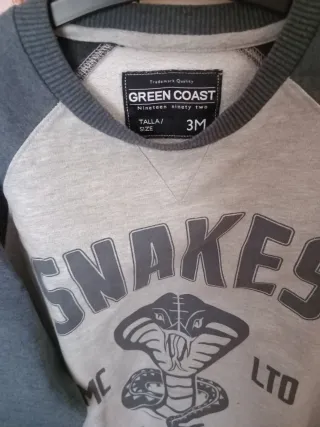 Trademark Quality
GREEN COAST
Nineteen ninety two
TALLA/
SIZE
3M
SNAKES
MC
LTD